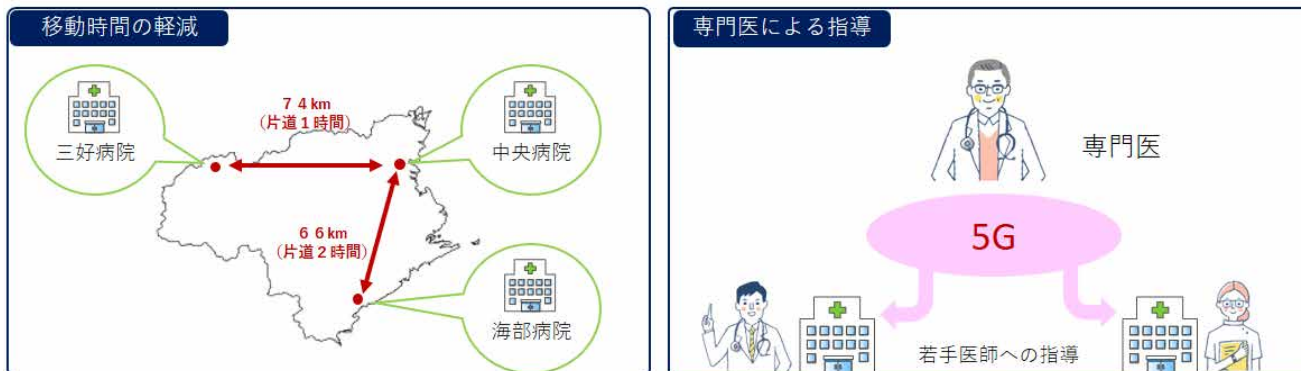 移動時間の軽減
三好病院
７４km
（片道１時間）
中央病院
６６km
（片道２時間）
海部病院
専門医による指導
専門医
5G
若手医師への指導